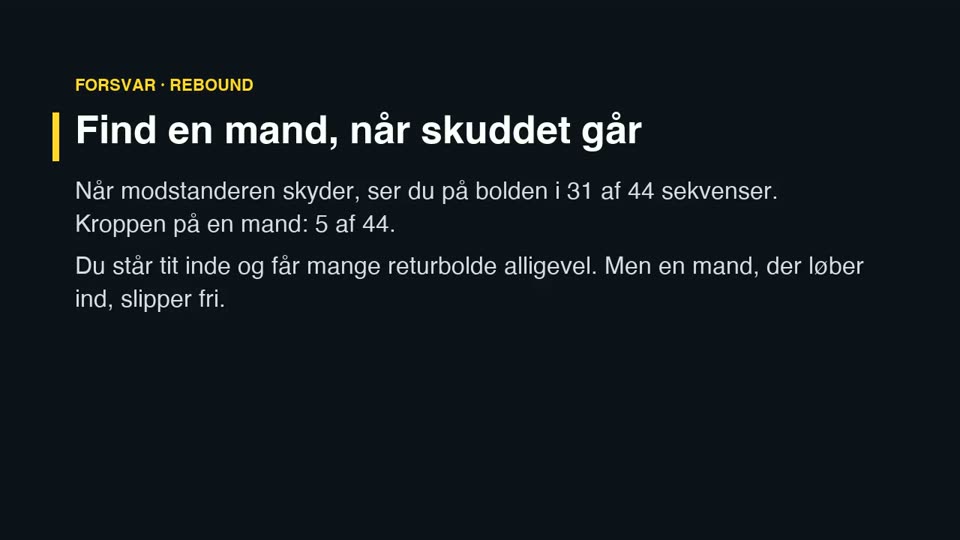 FORSVAR · REBOUND
Find en mand, når skuddet går
Når modstanderen skyder, ser du på bolden i 31 af 44 sekvenser.
Kroppen på en mand: 5 af 44.
Du står tit inde og får mange returbolde alligevel. Men en mand, der løber
ind, slipper fri.